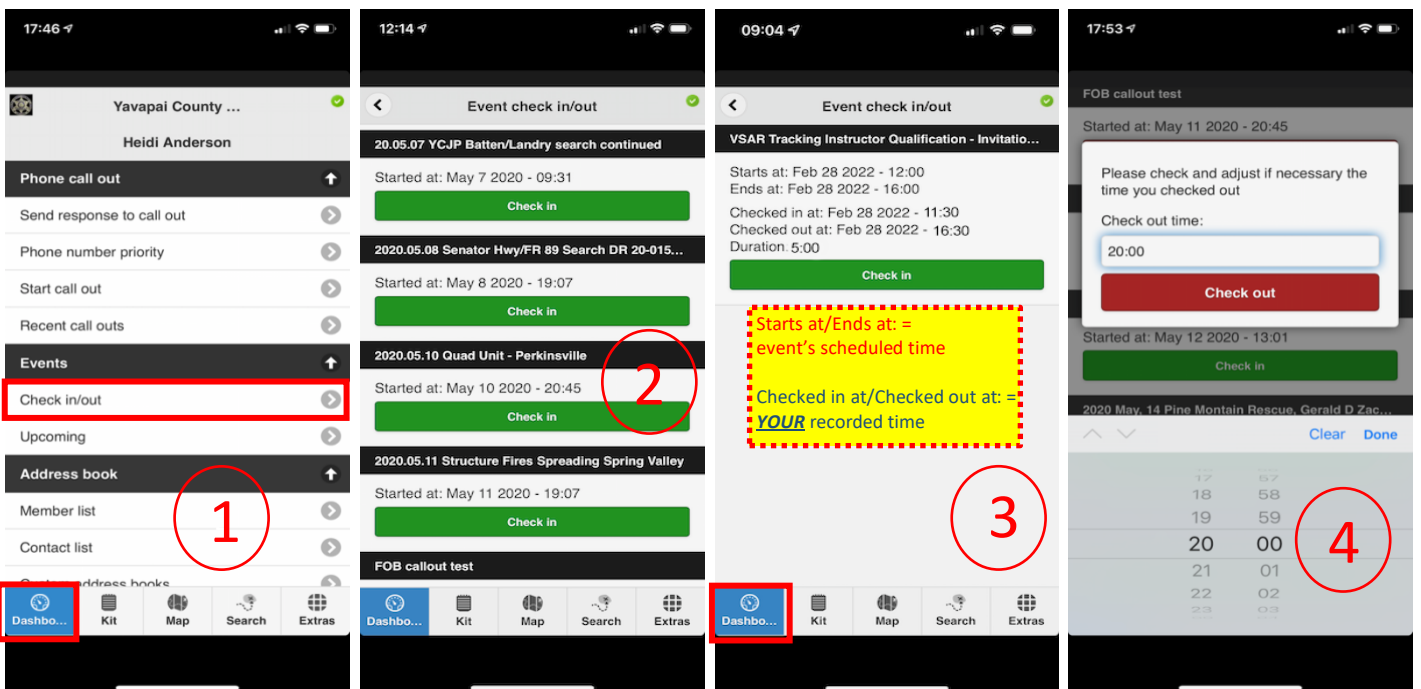 17:46
Yavapai County ...
Heidi Anderson
Phone call out
Send response to call out
Phone number priority
Start call out
Recent call outs
Events
Check in/out
Upcoming
Address book
Member list
Contact list
Custom address books
1
Dashbo...
Kit
Map
Search
Extras
12:14
Event check in/out
20.05.07 YCJP Batten/Landry search continued
Started at: May 7 2020 - 09:31
Check in
2020.05.08 Senator Hwy/FR 89 Search DR 20-015...
Started at: May 8 2020 - 19:07
Check in
2020.05.10 Quad Unit - Perkinsville
Started at: May 10 2020 - 20:45
Check in
2
2020.05.11 Structure Fires Spreading Spring Valley
Started at: May 11 2020 - 19:07
Check in
FOB callout test
Dashbo...
Kit
Map
Search
Extras
09:04
Event check in/out
VSAR Tracking Instructor Qualification - Invitatio...
Starts at: Feb 28 2022 - 12:00
Ends at: Feb 28 2022 - 16:00
Checked in at: Feb 28 2022 - 11:30
Checked out at: Feb 28 2022 - 16:30
Duration. 5:00
Check in
Starts at/Ends at: =
event's scheduled time
Checked in at/Checked out at: =
YOUR recorded time
3
Dashbo...
Kit
Map
Search
Extras
17:53
FOB callout test
Started at: May 11 2020 - 20:45
Please check and adjust if necessary the
time you checked out
Check out time:
20:00
Check out
Started at: May 12 2020 - 13:01
Check in
2020 May, 14 Pine Montain Rescue, Gerald D Zac...
Clear Done
17 57
18 58
19 59
20 00
21 01
22 02
23 03
4